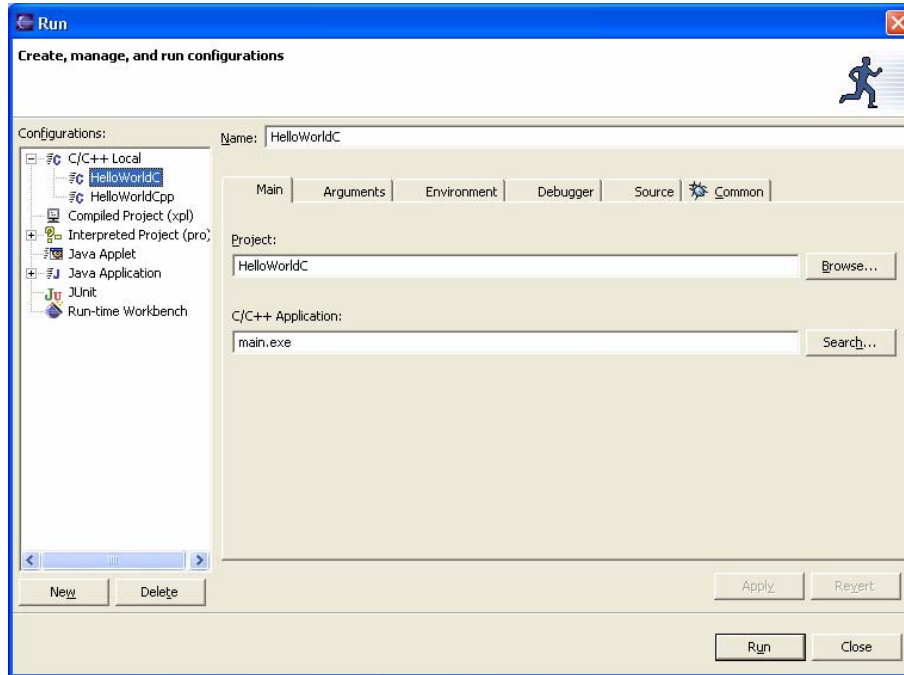 Run
Create, manage, and run configurations
Configurations:
C/C++ Local
HelloWorldC
HelloWorldCpp
Compiled Project (xpl)
Interpreted Project (pro)
Java Applet
Java Application
JUnit
Run-time Workbench
New Delete
Name: HelloWorldC
Main Arguments Environment Debugger Source Common
Project:
HelloWorldC Browse...
C/C++ Application:
main.exe Search...
Apply Revert
Run Close